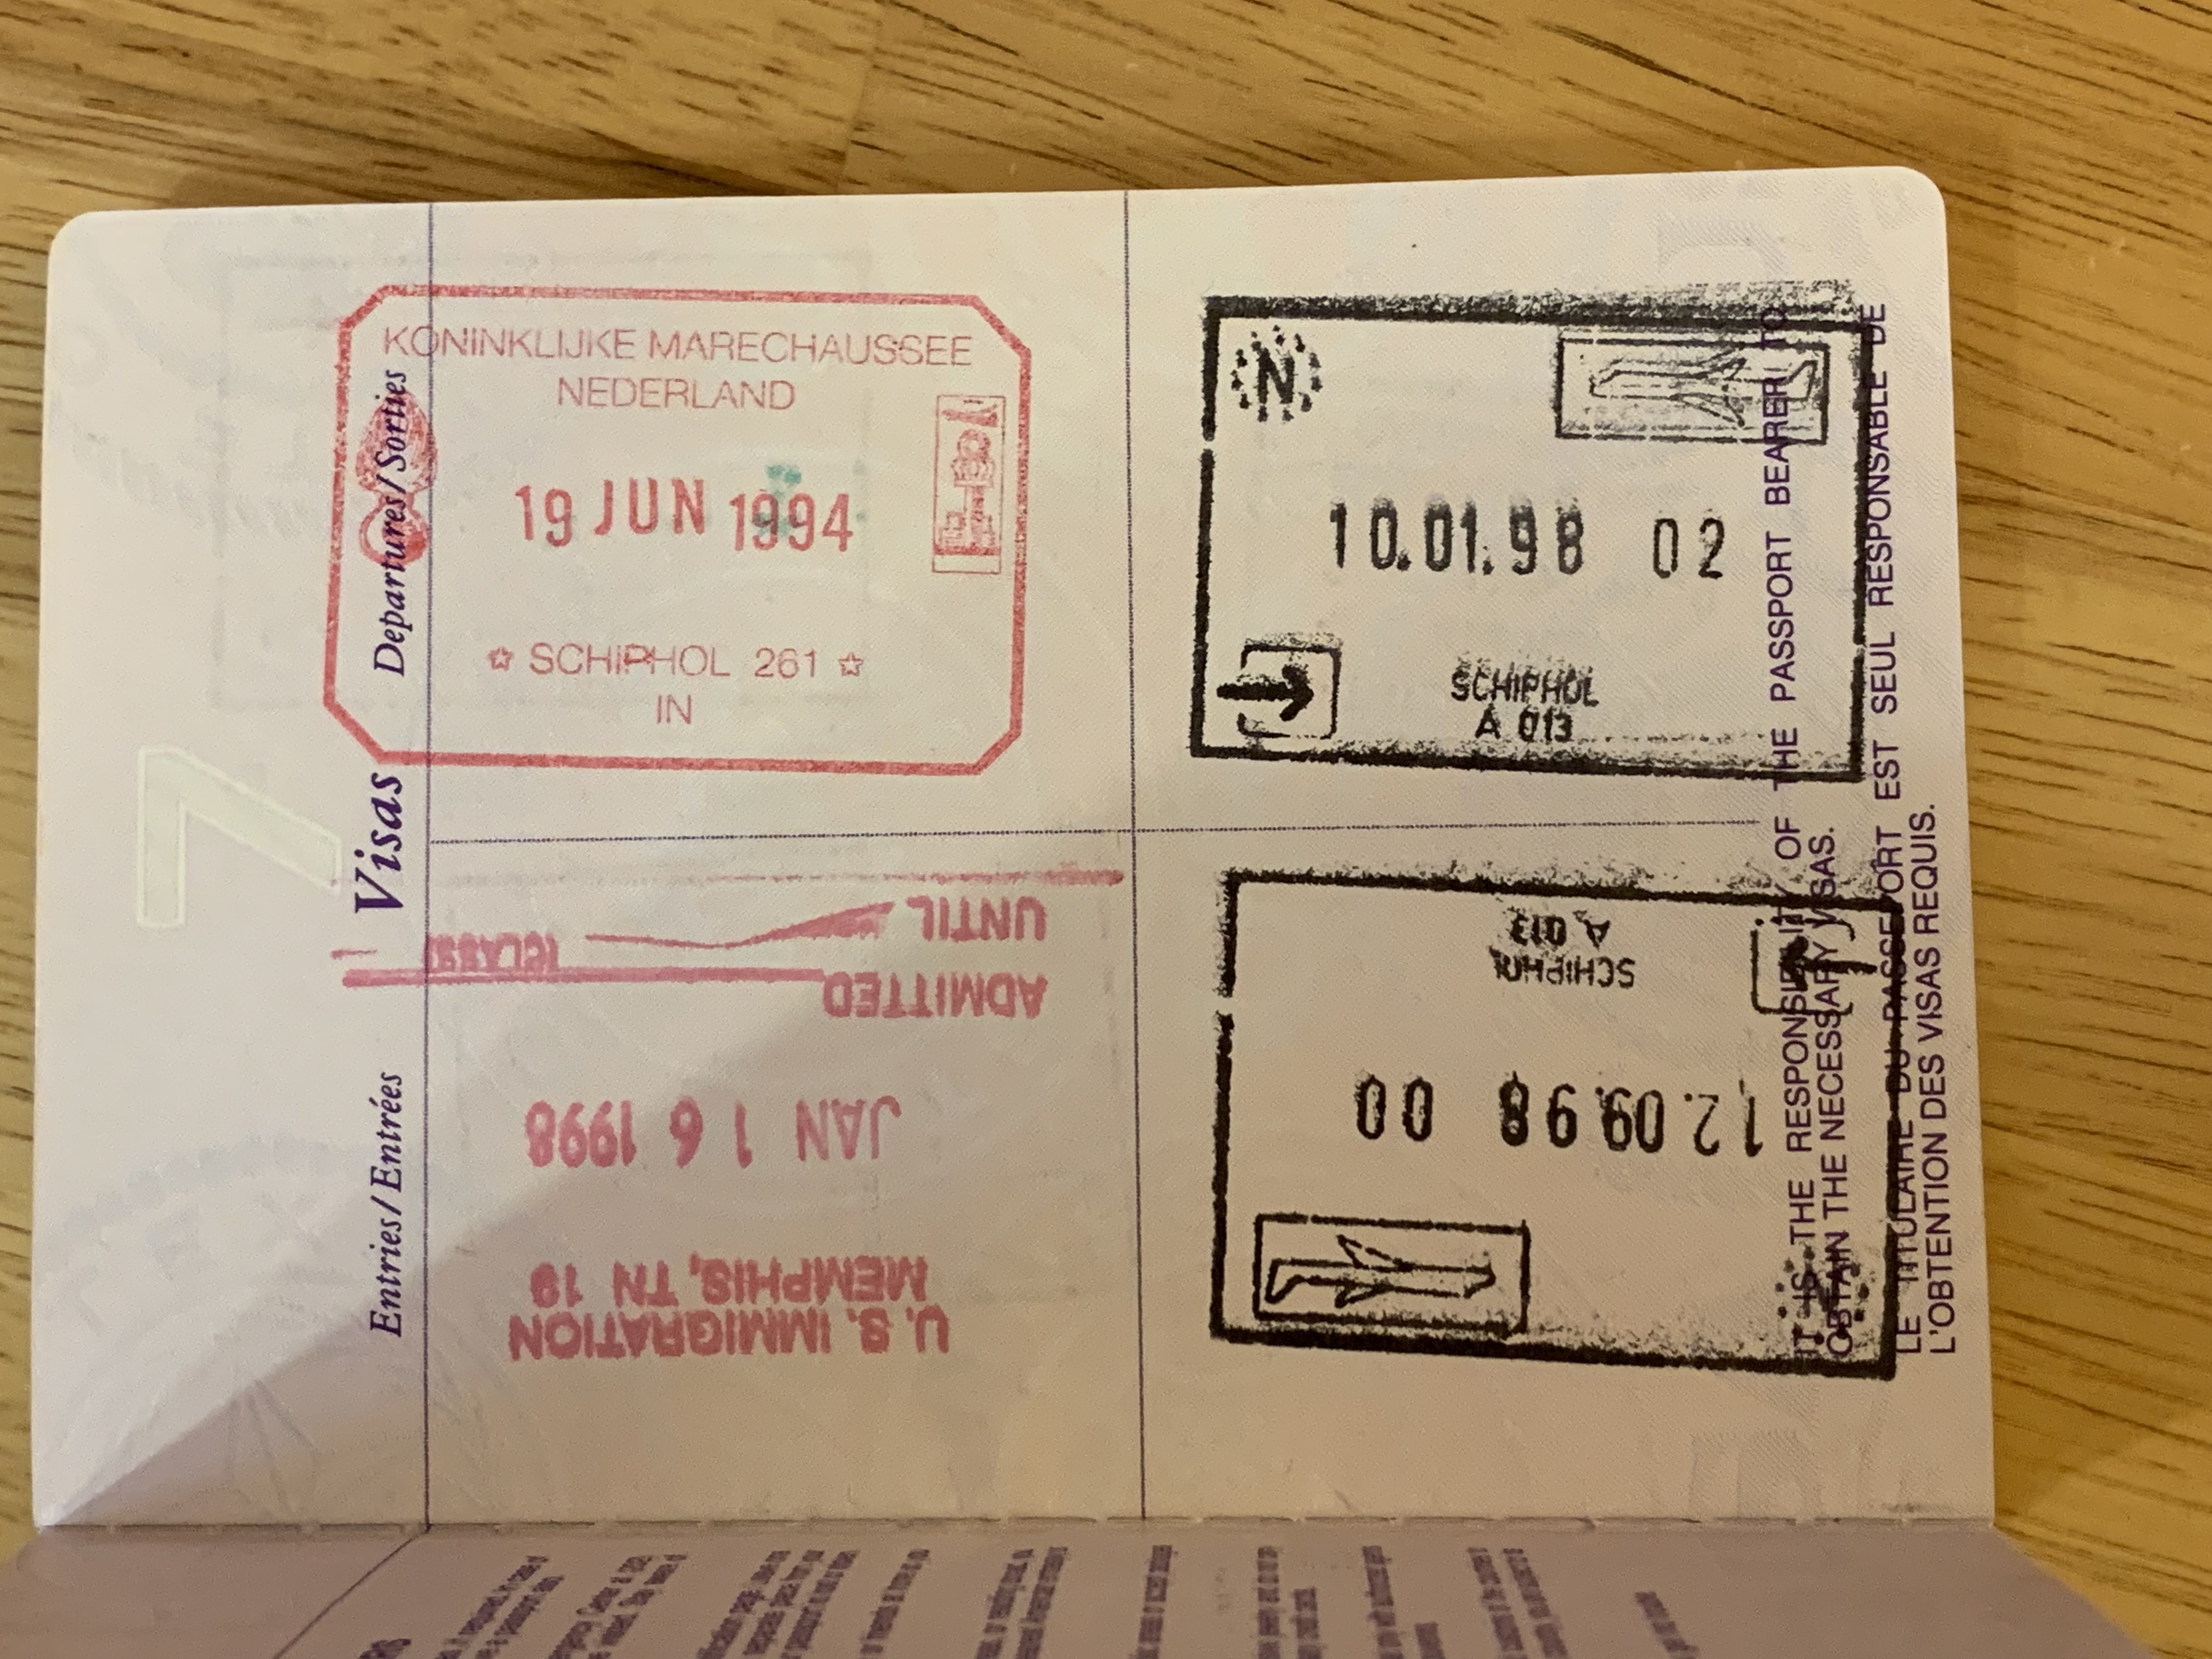 KONINKLIJKE MARECHAUSSEE
NEDERLAND
19 JUN 1994
SCHIPHOL 261
IN
N
10.01.98 02
SCHIPHOL
A 013
U.S. IMMIGRATION
MEMPHIS, TN 19
JAN 16 1998
ADMITTED
(CLASS)
UNTIL
12.09.98 00
SCHIPHOL
A 013
Entries/Entrées
Visas
Departures/Sorties
7
IT IS THE RESPONSIBILITY OF THE PASSPORT BEARER TO
OBTAIN THE NECESSARY VISAS.
LE TITULAIRE DU PASSEPORT EST SEUL RESPONSABLE DE
L'OBTENTION DES VISAS REQUIS.